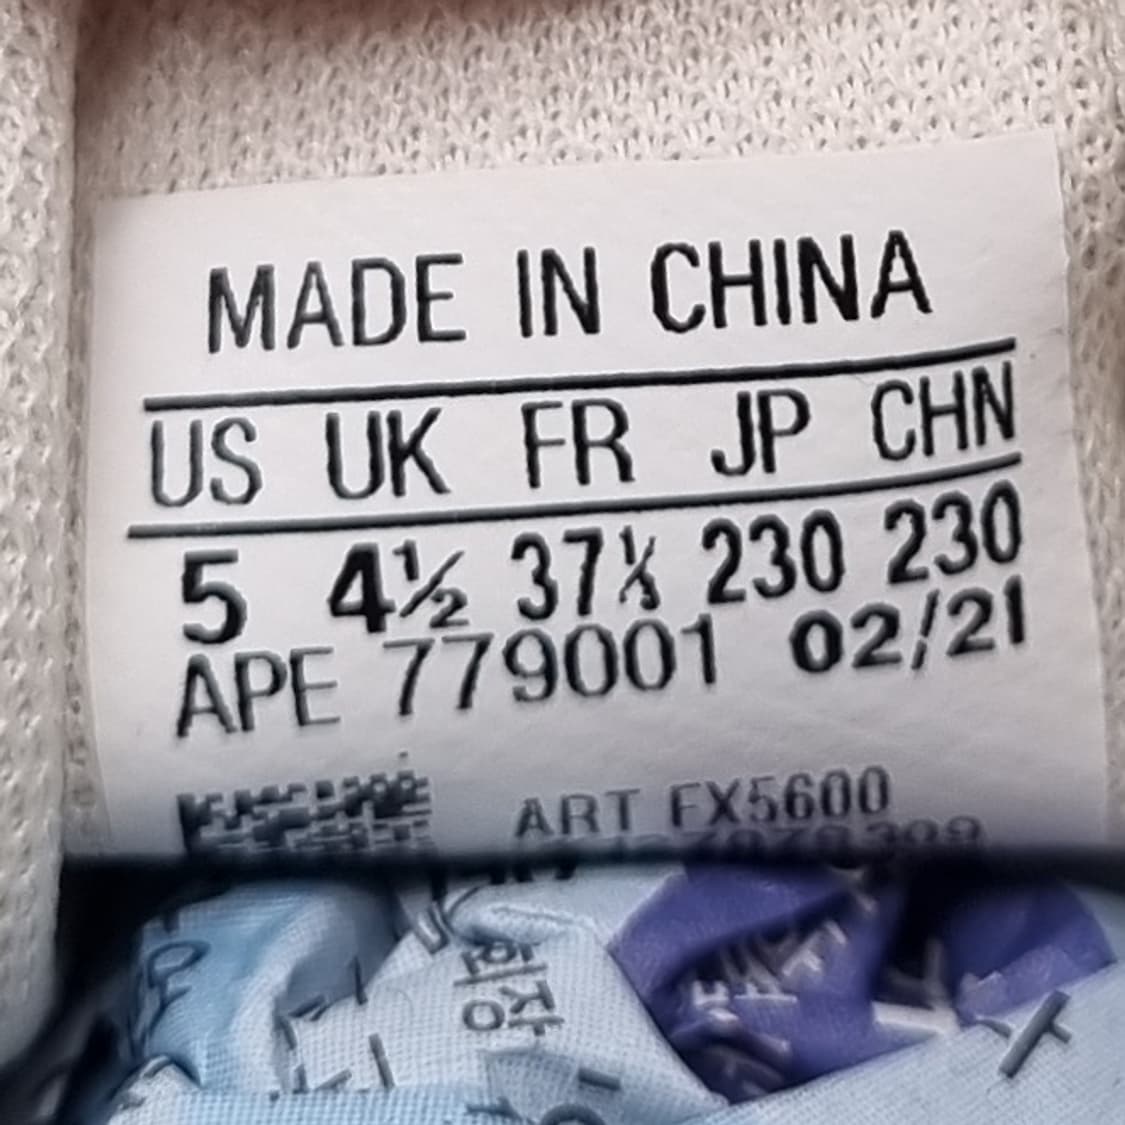 MADE IN CHINA
US UK FR JP CHN
5 4½ 37⅓ 230 230
APE 779001 02/21
ART FX5600